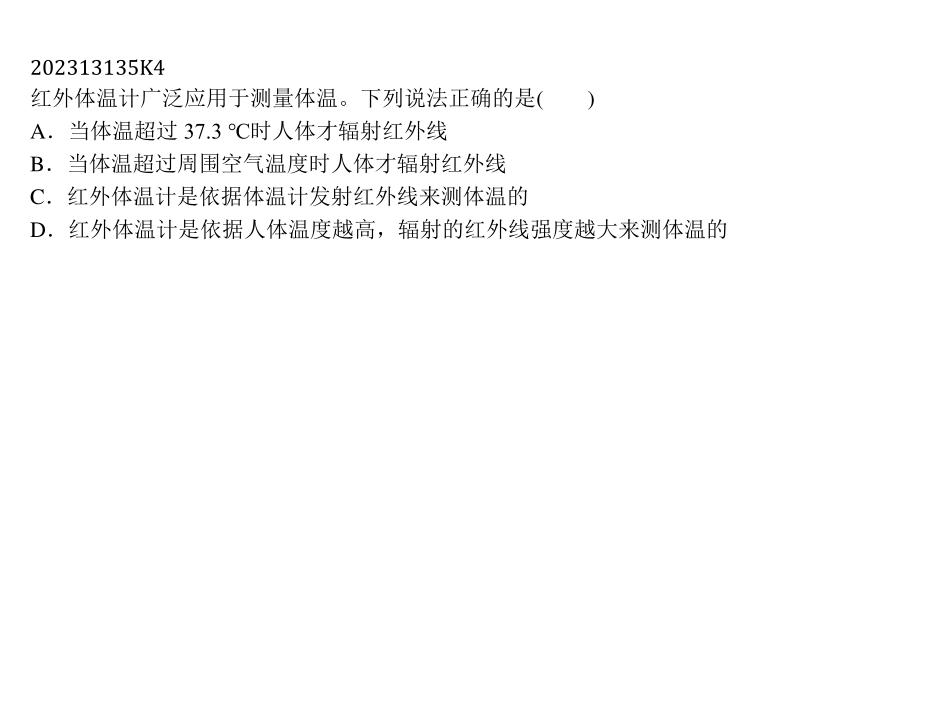 202313135K4
红外体温计广泛应用于测量体温。下列说法正确的是(　　)
A．当体温超过 37.3 ℃时人体才辐射红外线
B．当体温超过周围空气温度时人体才辐射红外线
C．红外体温计是依据体温计发射红外线来测体温的
D．红外体温计是依据人体温度越高，辐射的红外线强度越大来测体温的